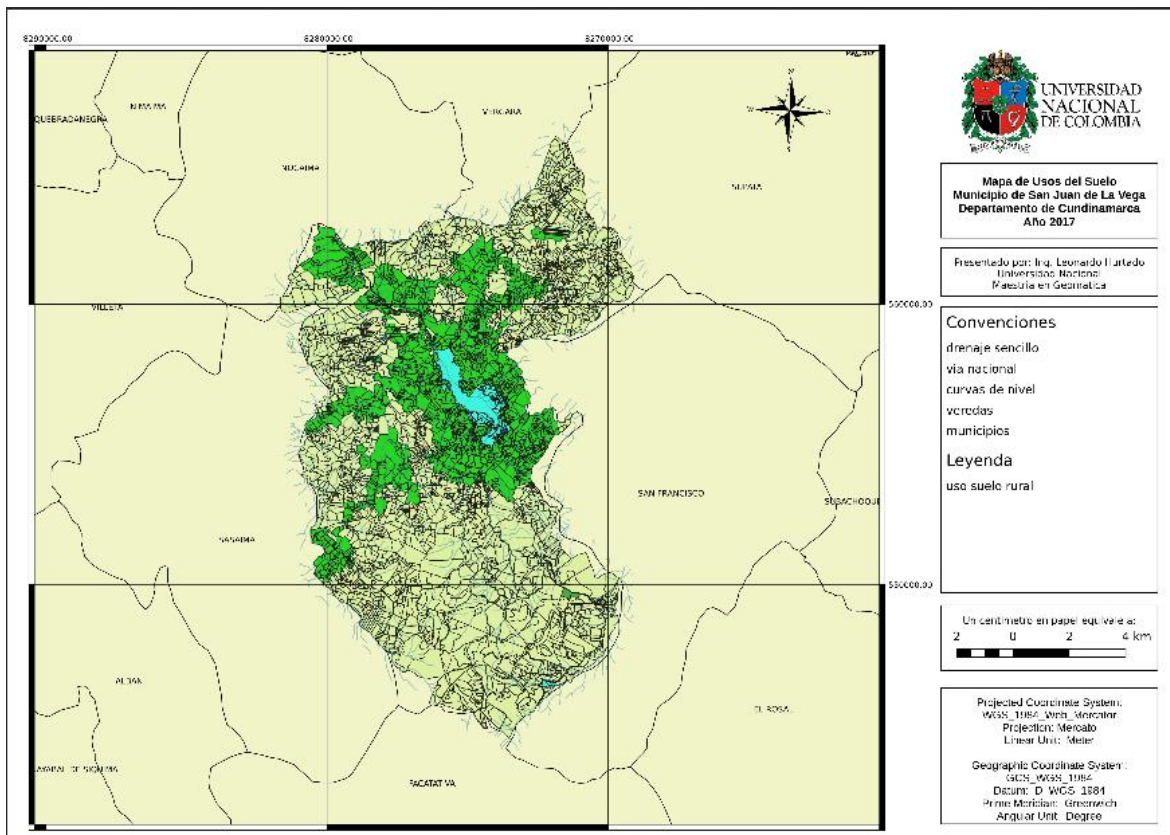 8290000.00
8280000.00
8270000.00
NIMAIMA
QUEBRADANEGRA
VERGARA
NOCAIMA
SUPATA
N
W
S
560000.00
VILLETA
SAN FRANCISCO
SUBACHOQUE
SASAIMA
550000.00
ALBAN
EL ROSAL
FACATATIVA
UNIVERSIDAD
NACIONAL
DE COLOMBIA
Mapa de Usos del Suelo
Municipio de San Juan de La Vega
Departamento de Cundinamarca
Año 2017
Presentado por: Ing. Leonardo Hurtado
Universidad Nacional
Maestria en Geomatica
Convenciones
drenaje sencillo
via nacional
curvas de nivel
veredas
municipios
Leyenda
uso suelo rural
Un centimetro en papel equivale a:
2 0 2 4 km
Projected Coordinate System:
WGS_1984_Web_Mercator
Projection: Mercato
Linear Unit: Meter
Geographic Coordinate System:
GCS_WGS_1984
Datum: D_WGS_1984
Prime Meridian: Greenwich
Angular Unit: Degree